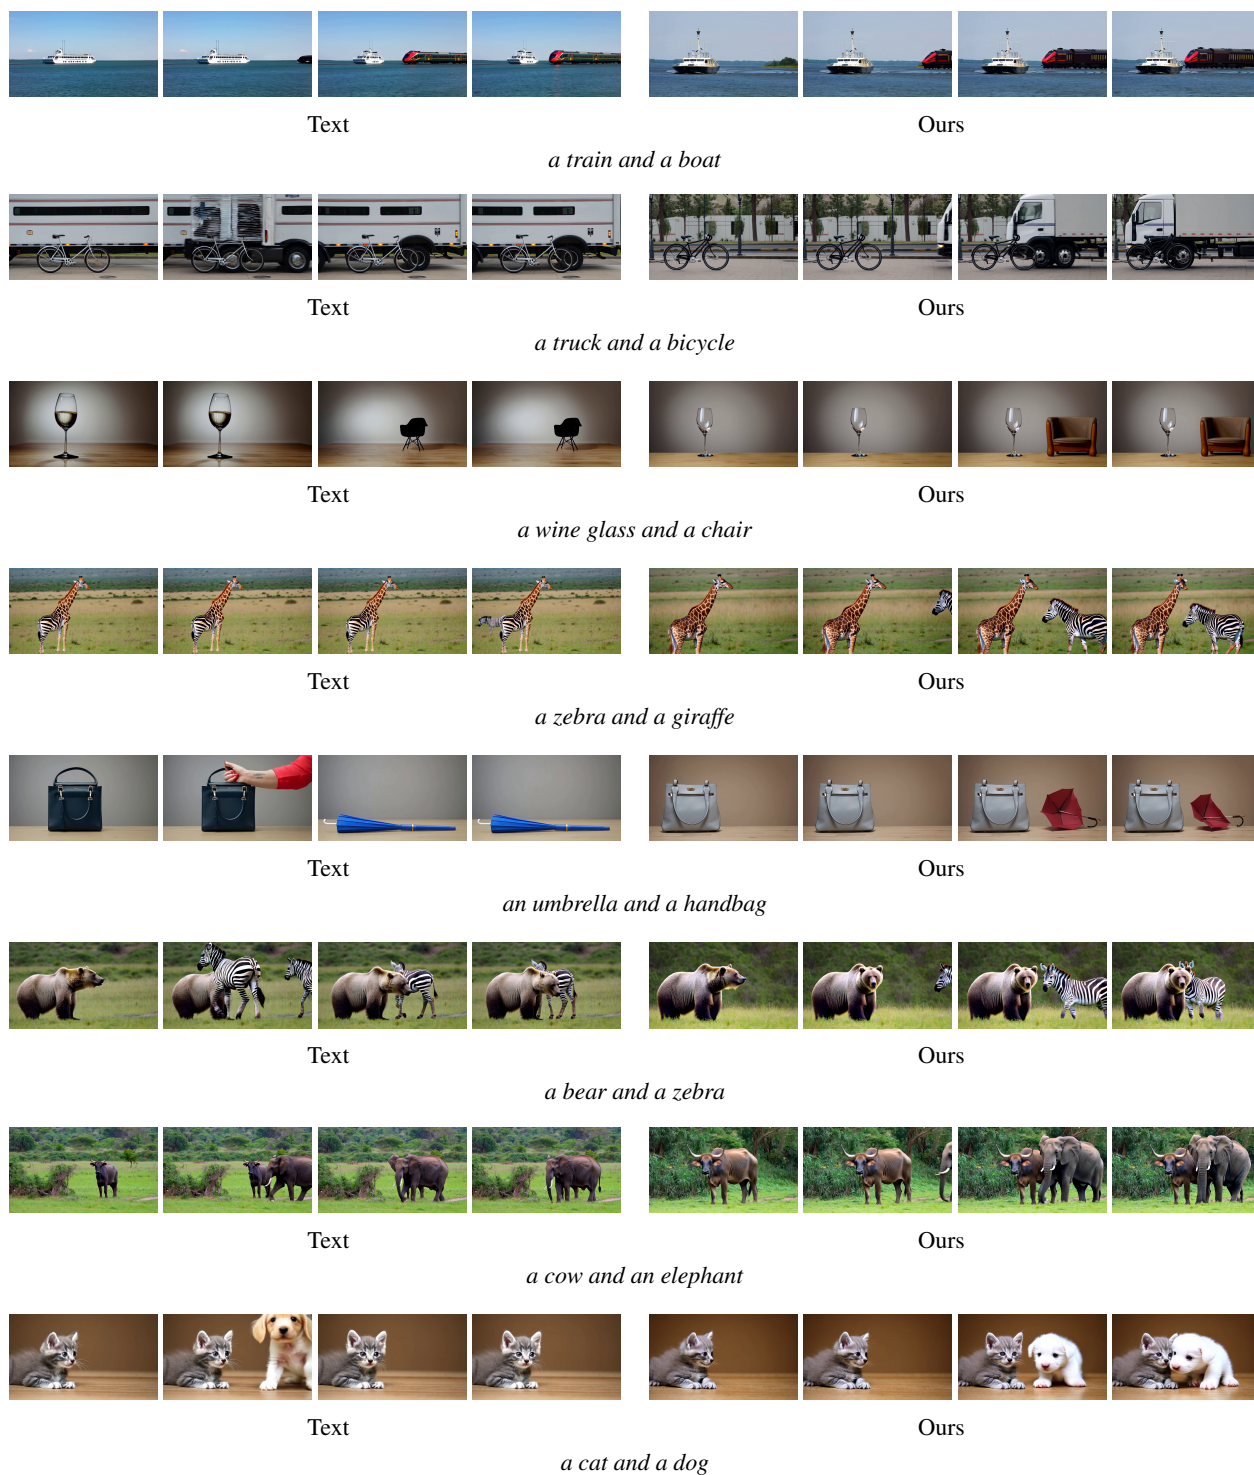 Text
Ours
a train and a boat
Text
Ours
a truck and a bicycle
Text
Ours
a wine glass and a chair
Text
Ours
a zebra and a giraffe
Text
Ours
an umbrella and a handbag
Text
Ours
a bear and a zebra
Text
Ours
a cow and an elephant
Text
Ours
a cat and a dog